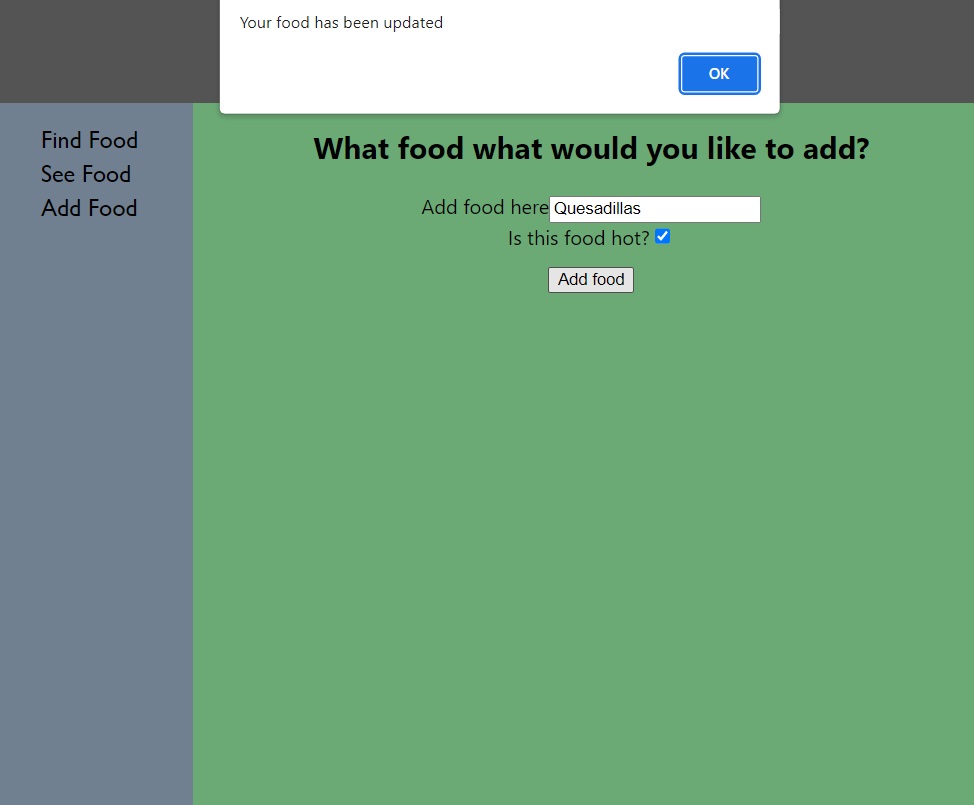 Your food has been updated
OK
Find Food
See Food
Add Food
What food what would you like to add?
Add food here Quesadillas
Is this food hot?
Add food